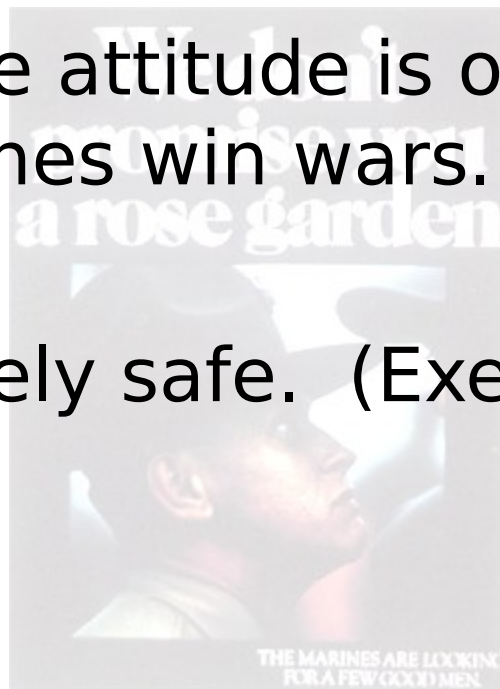 We don't
e attitude is o
promise you
nes win wars.
a rose garden
ely safe. (Exe
THE MARINES ARE LOOKING
FOR A FEW GOOD MEN.